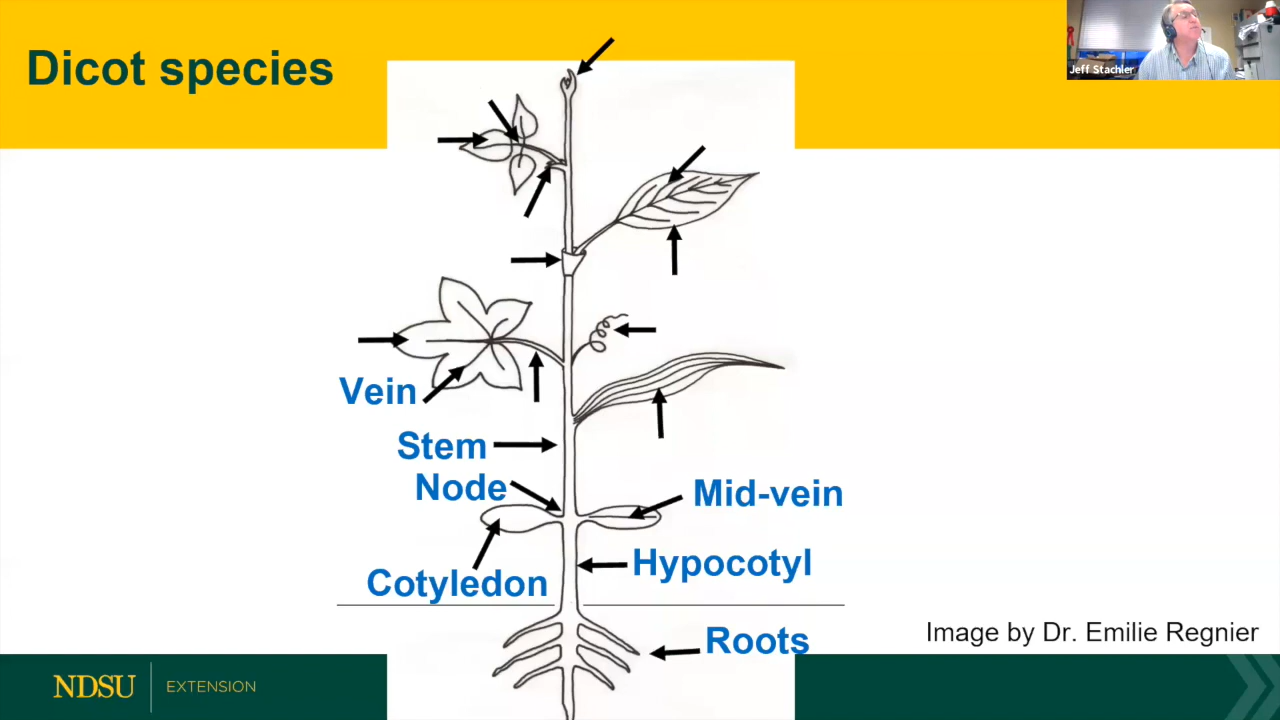 Dicot species
Jeff Stachler
Vein
Stem
Node
Mid-vein
Hypocotyl
Cotyledon
Roots
Image by Dr. Emilie Regnier
NDSU
EXTENSION